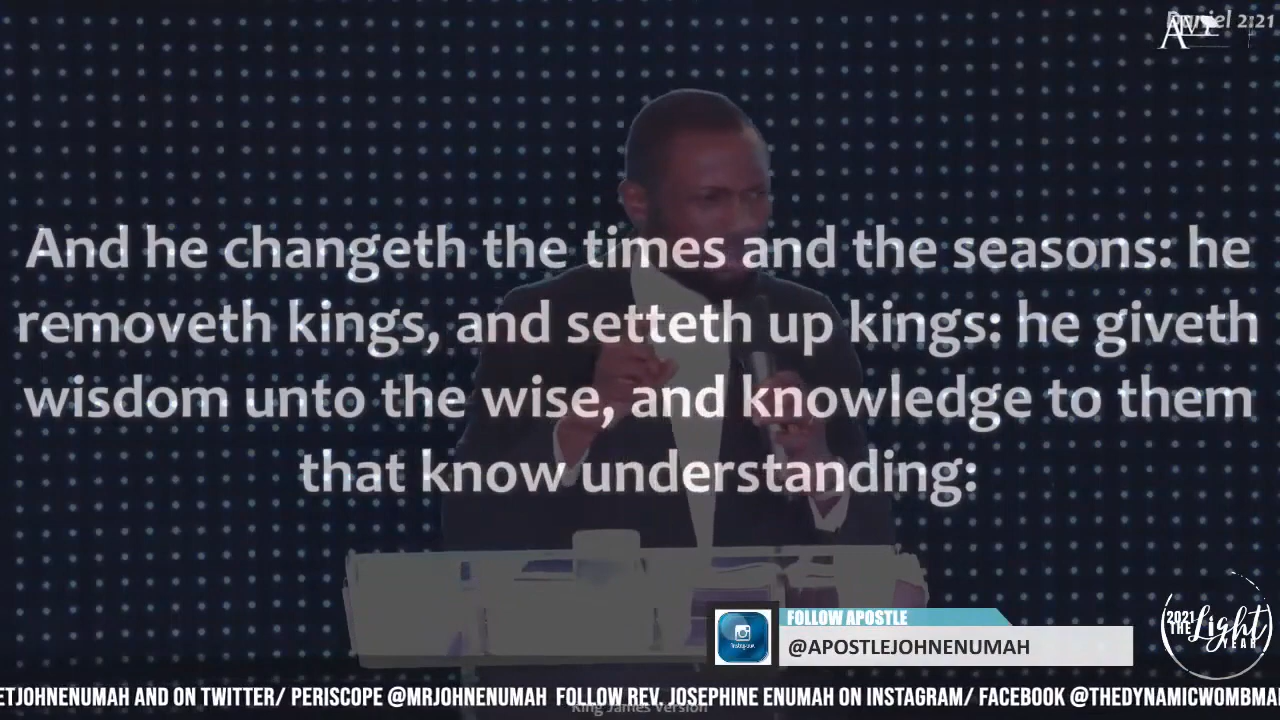 Daniel 2:21
And he changeth the times and the seasons: he
removeth kings, and setteth up kings: he giveth
wisdom unto the wise, and knowledge to them
that know understanding:
FOLLOW APOSTLE
@APOSTLEJOHNENUMAH
2021
THE Light
YEAR
ETJOHNENUMAH AND ON TWITTER/ PERISCOPE @MRJOHNENUMAH FOLLOW REV. JOSEPHINE ENUMAH ON INSTAGRAM/ FACEBOOK @THEDYNAMICWOMBMA
King James Version